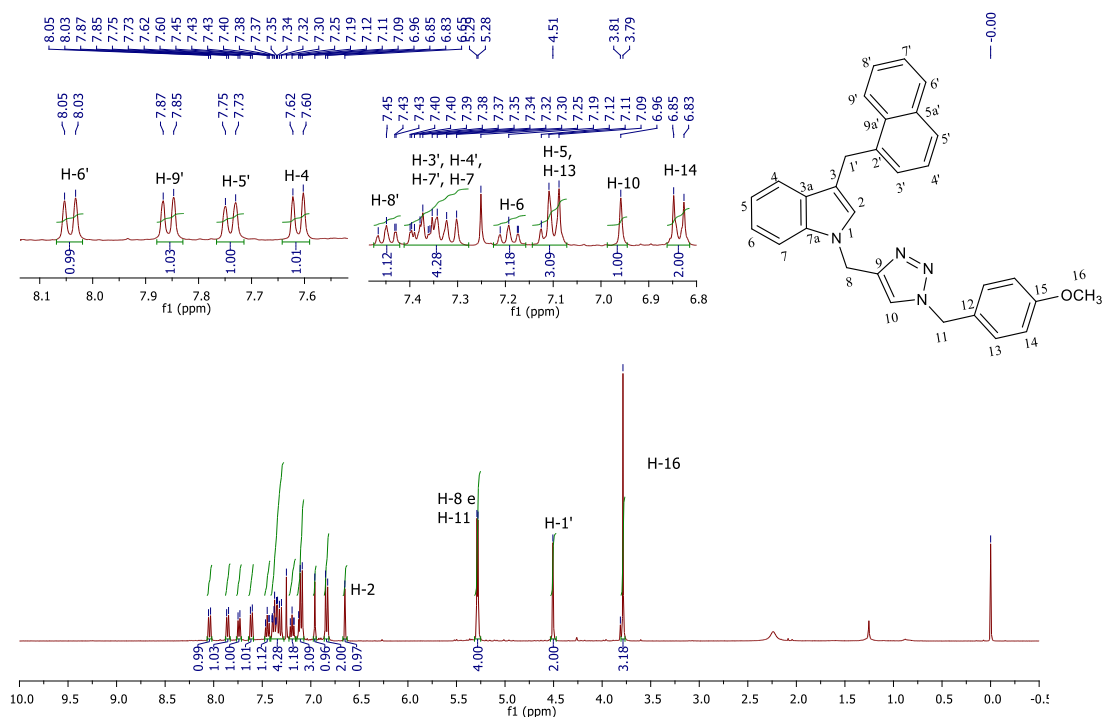 8.05 8.03 7.87 7.85 7.75 7.73 7.62 7.60 7.45 7.43 7.43 7.40 7.38 7.37 7.35 7.34 7.32 7.30 7.25 7.19 7.12 7.11 7.09 6.96 6.85 6.83 6.65 5.29 5.28 4.51 3.81 3.79 -0.00
8.05 8.03 7.87 7.85 7.75 7.73 7.62 7.60
7.45 7.43 7.43 7.40 7.40 7.39 7.38 7.37 7.35 7.34 7.32 7.30 7.25 7.19 7.12 7.11 7.09 6.96 6.85 6.83
H-6' H-9' H-5' H-4
H-8'
H-3', H-4',
H-7', H-7
H-6
H-5,
H-13
H-10
H-14
0.99 1.03 1.00 1.01
1.12 4.28 1.18 3.09 1.00 2.00
8.1 8.0 7.9 7.8 7.7 7.6
f1 (ppm)
7.4 7.3 7.2 7.1 7.0 6.9 6.8
f1 (ppm)
7'
8'
6'
9'
5a'
9a'
5'
1'
2'
3'
4'
4
3a
3
5
2
6
7a
1
7
N
8
9
N
N
10
N
11
12
13
14
15
OCH3
16
H-2
H-8 e
H-11
H-1'
H-16
0.99 1.03 1.00 1.01 1.12 4.28 1.18 3.09 0.96 2.00 0.97 4.00 2.00 3.18
10.0 9.5 9.0 8.5 8.0 7.5 7.0 6.5 6.0 5.5 5.0 4.5 4.0 3.5 3.0 2.5 2.0 1.5 1.0 0.5 0.0 -0.5
f1 (ppm)